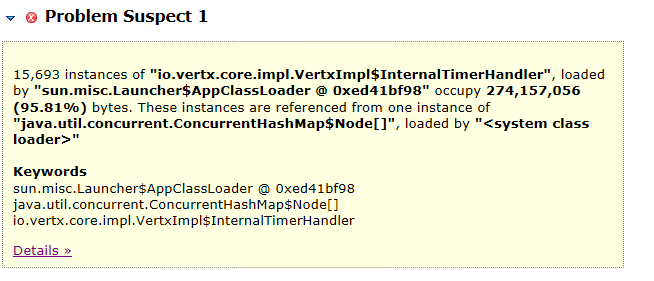 Problem Suspect 1
15,693 instances of "io.vertx.core.impl.VertxImpl$InternalTimerHandler", loaded
by "sun.misc.Launcher$AppClassLoader @ 0xed41bf98" occupy 274,157,056
(95.81%) bytes. These instances are referenced from one instance of
"java.util.concurrent.ConcurrentHashMap$Node[]", loaded by "<system class
loader>"
Keywords
sun.misc.Launcher$AppClassLoader @ 0xed41bf98
java.util.concurrent.ConcurrentHashMap$Node[]
io.vertx.core.impl.VertxImpl$InternalTimerHandler
Details »